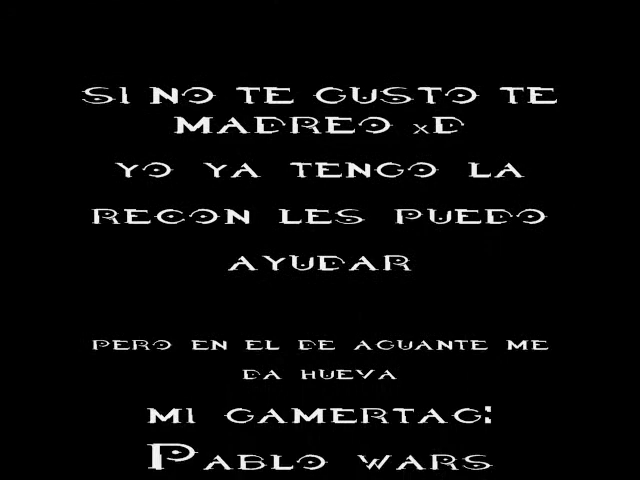 SI NO TE GUSTO TE
MADREO xD
YO YA TENGO LA
RECON LES PUEDO
AYUDAR
PERO EN EL DE AGUANTE ME
DA HUEVA
MI GAMERTAG:
PABLO WARS